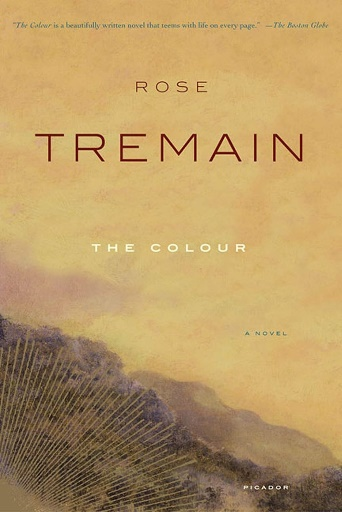 "The Colour is a beautifully written novel that teems with life on every page." —The Boston Globe
ROSE
TREMAIN
THE COLOUR
A NOVEL
PICADOR